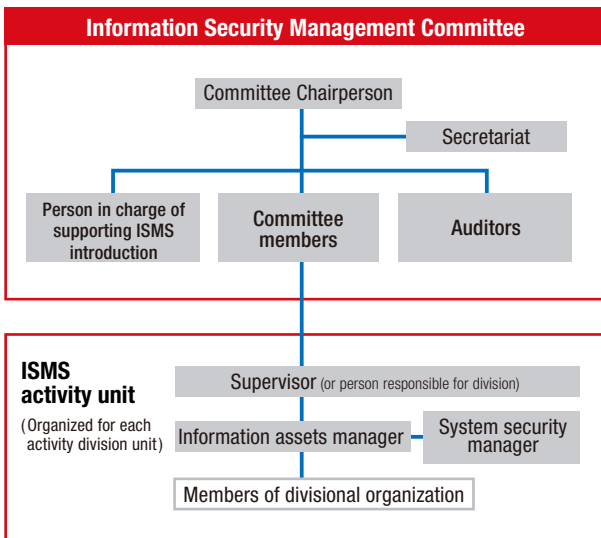 Information Security Management Committee
Committee Chairperson
Secretariat
Person in charge of
supporting ISMS
introduction
Committee
members
Auditors
ISMS
activity unit
(Organized for each
activity division unit)
Supervisor (or person responsible for division)
Information assets manager
System security
manager
Members of divisional organization